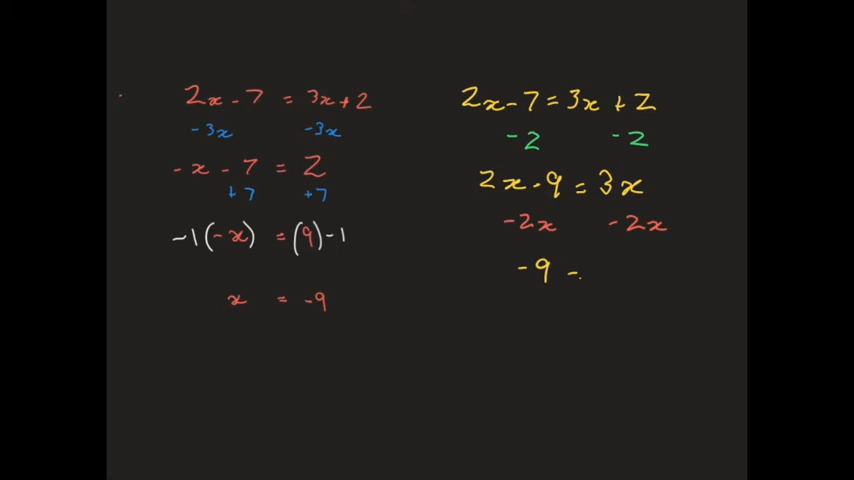 2x - 7 = 3x + 2
-3x -3x
-x - 7 = 2
+7 +7
-1(-x) = (9)-1
x = -9
2x - 7 = 3x + 2
-2 -2
2x - 9 = 3x
-2x -2x
-9 -